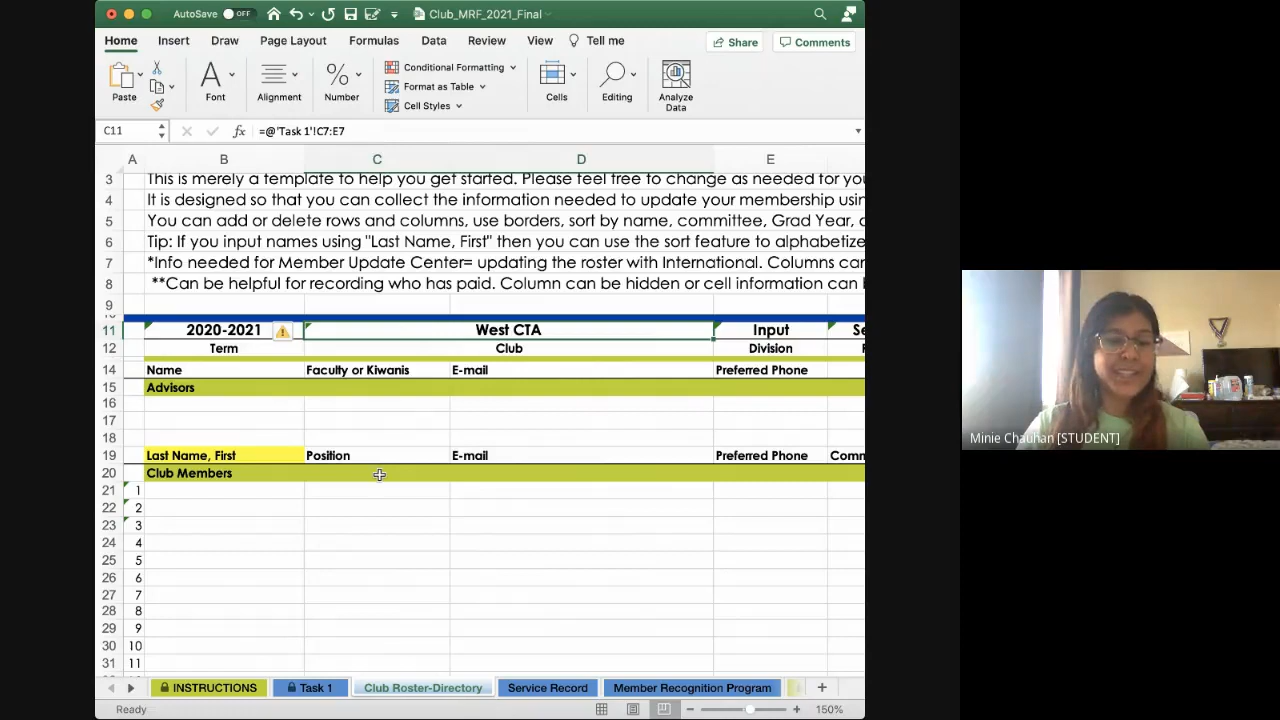 AutoSave OFF Club_MRF_2021_Final
Home Insert Draw Page Layout Formulas Data Review View Tell me Share Comments
Conditional Formatting
Format as Table
Cell Styles
Paste Font Alignment Number Cells Editing Analyze
Data
C11 fx =@'Task 1'!C7:E7
A B C D E
3 This is merely a template to help you get started. Please feel free to change as needed for you
4 It is designed so that you can collect the information needed to update your membership usin
5 You can add or delete rows and columns, use borders, sort by name, committee, Grad Year,
6 Tip: If you input names using "Last Name, First" then you can use the sort feature to alphabetize
7 *Info needed for Member Update Center= updating the roster with International. Columns can
8 **Can be helpful for recording who has paid. Column can be hidden or cell information can
9
11 2020-2021 West CTA Input Se
12 Term Club Division
14 Name Faculty or Kiwanis E-mail Preferred Phone
15 Advisors
16
17
18
19 Last Name, First Position E-mail Preferred Phone Comm
20 Club Members
21 1
22 2
23 3
24 4
25 5
26 6
27 7
28 8
29 9
30 10
31 11
INSTRUCTIONS Task 1 Club Roster-Directory Service Record Member Recognition Program
Ready 150%
Minie Chauhan [STUDENT]